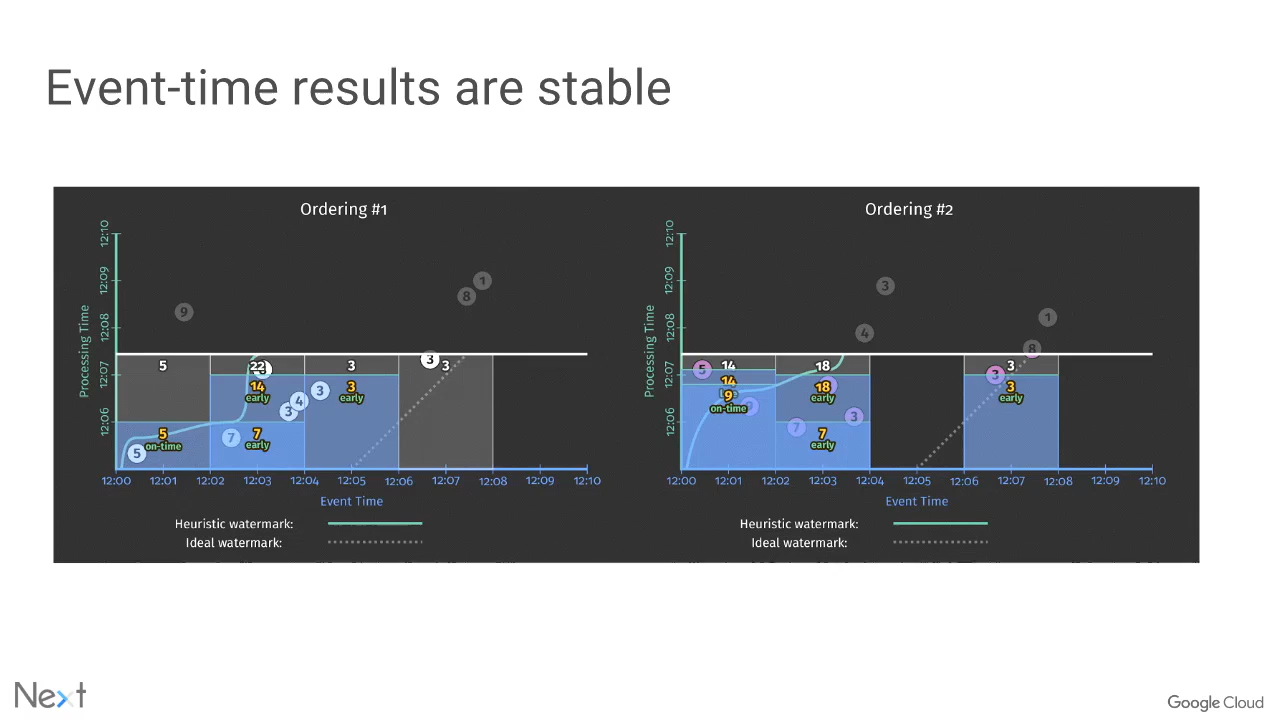 Event-time results are stable
Ordering #1
Processing Time
12:10
12:09
12:08
12:07
12:06
9
8
1
5
22
3
3
3
14
early
3
early
3
4
3
5
on-time
5
7
7
early
12:00 12:01 12:02 12:03 12:04 12:05 12:06 12:07 12:08 12:09 12:10
Event Time
Heuristic watermark:
Ideal watermark:
Ordering #2
Processing Time
12:10
12:09
12:08
12:07
12:06
3
4
1
8
14
18
3
5
14
9
on-time
18
early
3
3
early
7
3
7
early
12:00 12:01 12:02 12:03 12:04 12:05 12:06 12:07 12:08 12:09 12:10
Event Time
Heuristic watermark:
Ideal watermark:
Next
Google Cloud